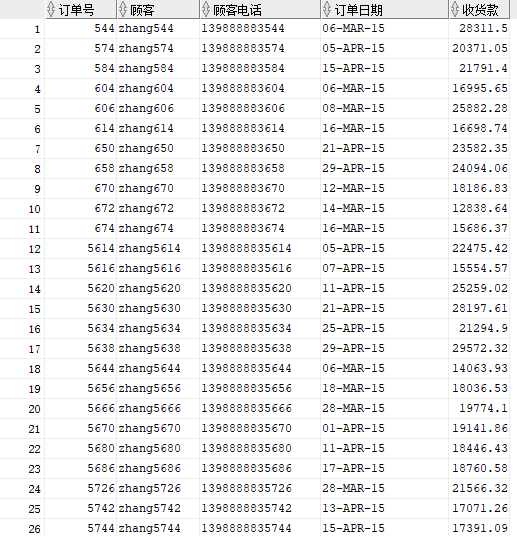 订单号 顾客 顾客电话 订单日期 收货款
1 544 zhang544 139888883544 06-MAR-15 28311.5
2 574 zhang574 139888883574 05-APR-15 20371.05
3 584 zhang584 139888883584 15-APR-15 21791.4
4 604 zhang604 139888883604 06-MAR-15 16995.65
5 606 zhang606 139888883606 08-MAR-15 25882.28
6 614 zhang614 139888883614 16-MAR-15 16698.74
7 650 zhang650 139888883650 21-APR-15 23582.35
8 658 zhang658 139888883658 29-APR-15 24094.06
9 670 zhang670 139888883670 12-MAR-15 18186.83
10 672 zhang672 139888883672 14-MAR-15 12838.64
11 674 zhang674 139888883674 16-MAR-15 15686.37
12 5614 zhang5614 1398888835614 05-APR-15 22475.42
13 5616 zhang5616 1398888835616 07-APR-15 15554.57
14 5620 zhang5620 1398888835620 11-APR-15 25259.02
15 5630 zhang5630 1398888835630 21-APR-15 28197.61
16 5634 zhang5634 1398888835634 25-APR-15 21294.9
17 5638 zhang5638 1398888835638 29-APR-15 29572.32
18 5644 zhang5644 1398888835644 06-MAR-15 14063.93
19 5656 zhang5656 1398888835656 18-MAR-15 18036.53
20 5666 zhang5666 1398888835666 28-MAR-15 19774.1
21 5670 zhang5670 1398888835670 01-APR-15 19141.86
22 5680 zhang5680 1398888835680 11-APR-15 18446.43
23 5686 zhang5686 1398888835686 17-APR-15 18760.58
24 5726 zhang5726 1398888835726 28-MAR-15 21566.32
25 5742 zhang5742 1398888835742 13-APR-15 17071.26
26 5744 zhang5744 1398888835744 15-APR-15 17391.09